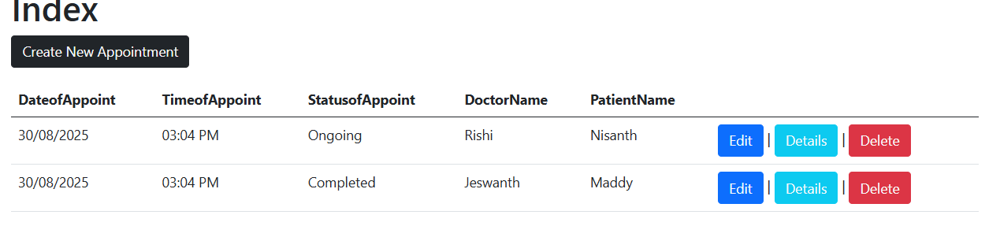 Index
Create New Appointment
DateofAppoint TimeofAppoint StatusofAppoint DoctorName PatientName
30/08/2025 03:04 PM Ongoing Rishi Nisanth Edit | Details | Delete
30/08/2025 03:04 PM Completed Jeswanth Maddy Edit | Details | Delete